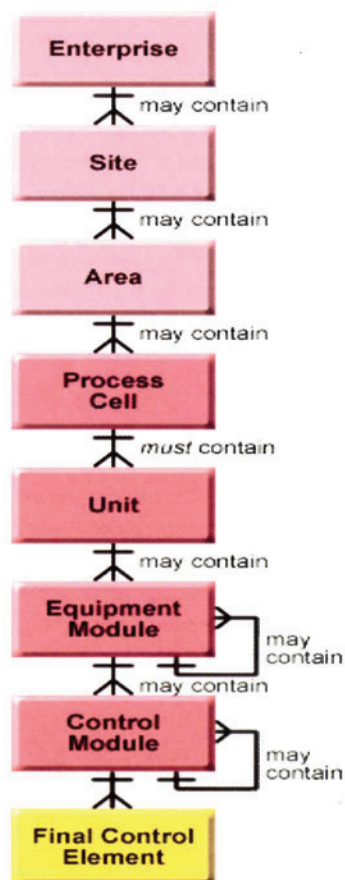 Enterprise
may contain
Site
may contain
Area
may contain
Process
Cell
must contain
Unit
may contain
Equipment
Module
may
contain
may contain
Control
Module
may
contain
Final Control
Element